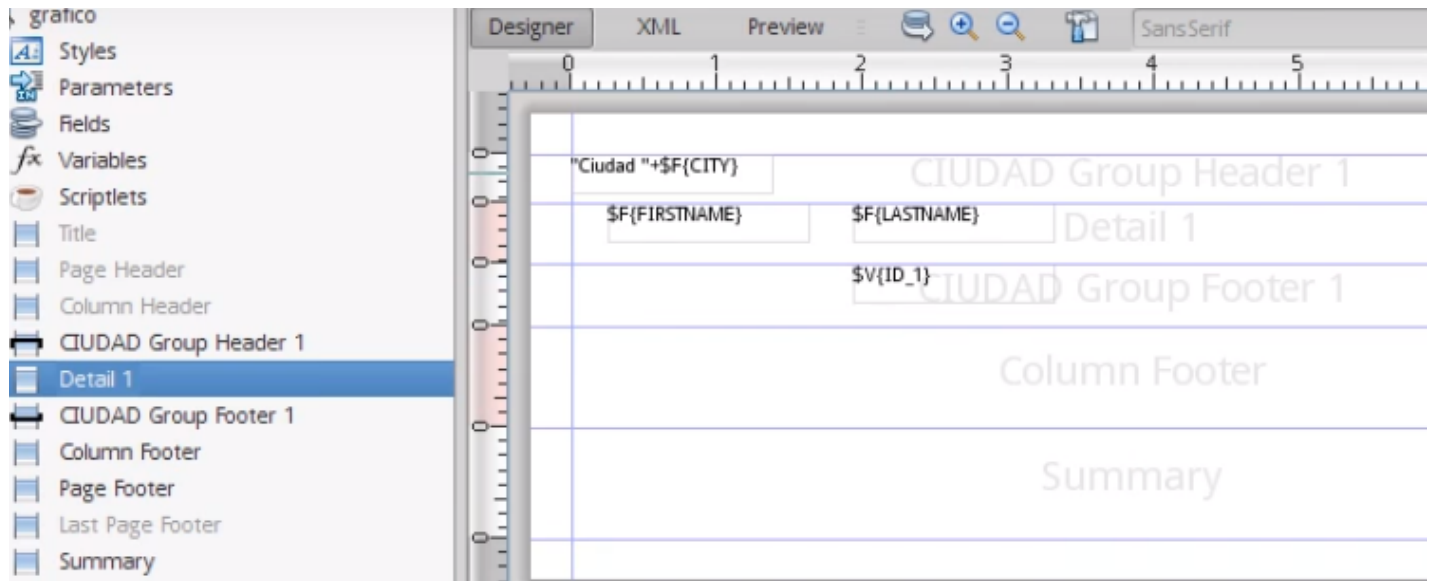 grafico
Styles
Parameters
Fields
Variables
Scriptlets
Title
Page Header
Column Header
CIUDAD Group Header 1
Detail 1
CIUDAD Group Footer 1
Column Footer
Page Footer
Last Page Footer
Summary
Designer XML Preview SansSerif
0 1 2 3 4 5
"Ciudad "+$F{CITY} CIUDAD Group Header 1
$F{FIRSTNAME} $F{LASTNAME} Detail 1
$V{ID_1} CIUDAD Group Footer 1
Column Footer
Summary